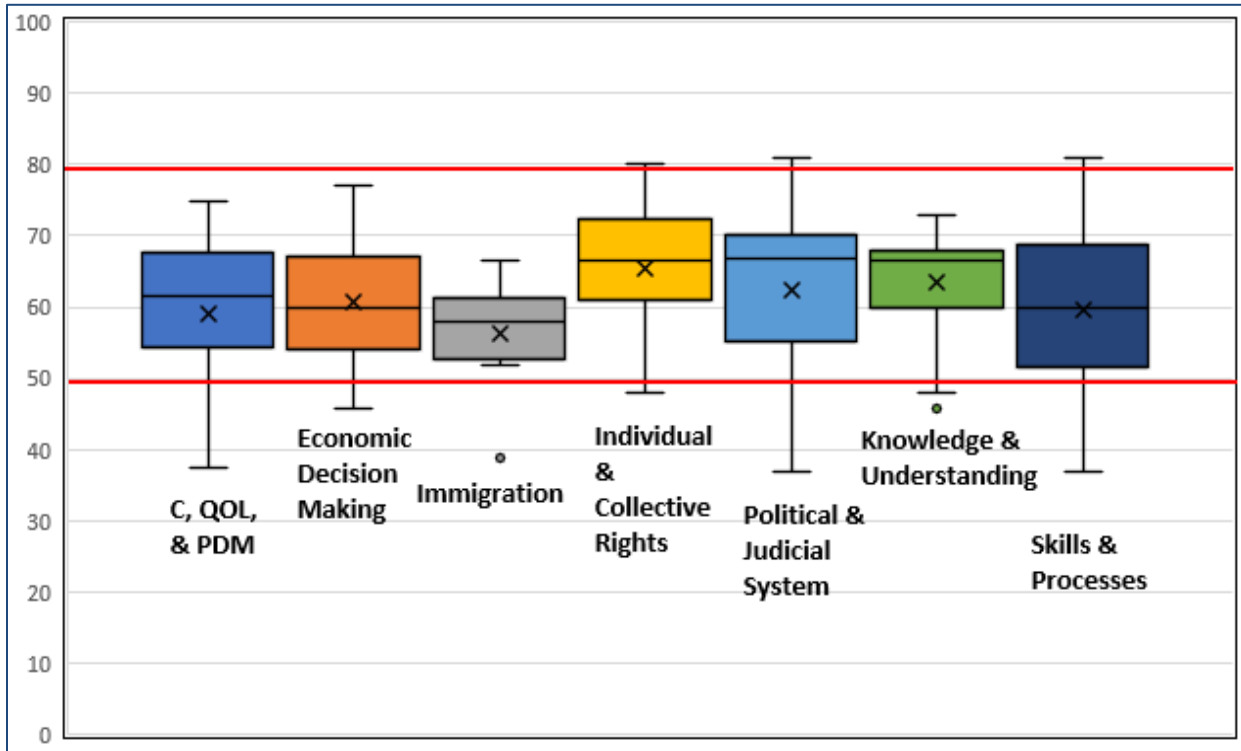 100
90
80
70
60
50
40
30
20
10
0
C, QOL,
& PDM
Economic
Decision
Making
Immigration
Individual
&
Collective
Rights
Political &
Judicial
System
Knowledge &
Understanding
Skills &
Processes